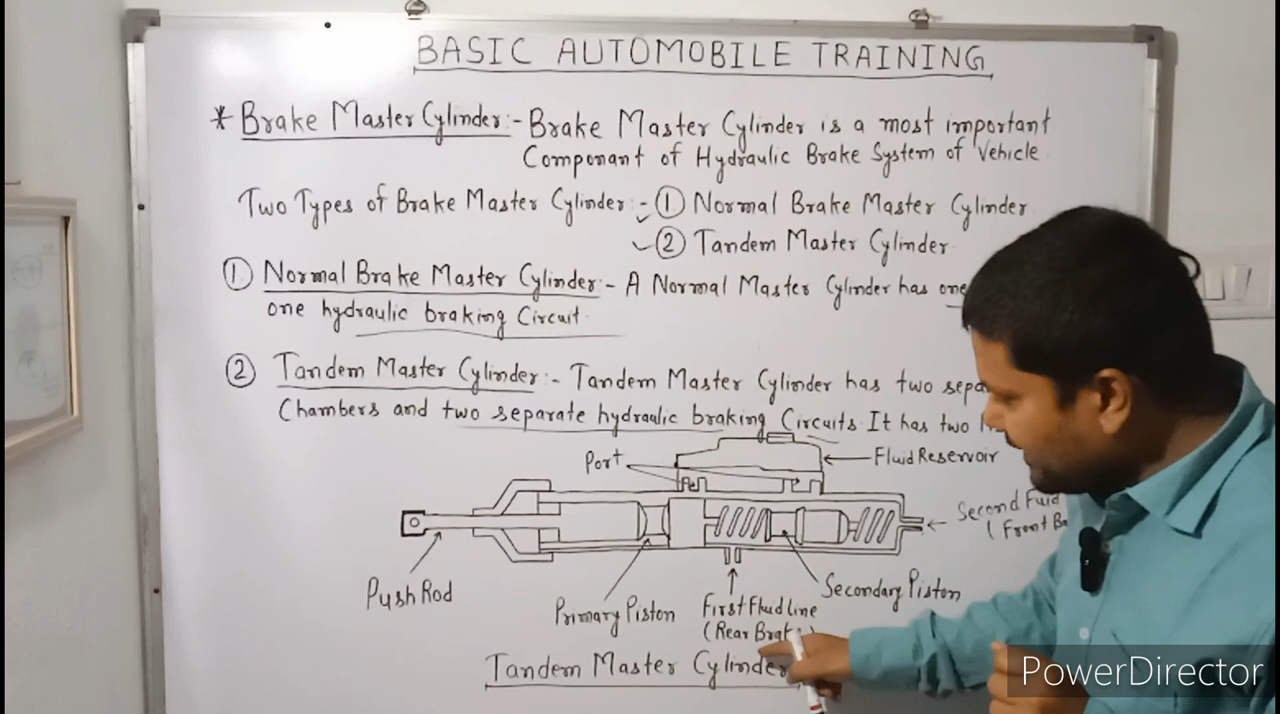 BASIC AUTOMOBILE TRAINING
* Brake Master Cylinder:- Brake Master Cylinder is a most important
Componant of Hydraulic Brake System of Vehicle.
Two Types of Brake Master Cylinder:- ① Normal Brake Master Cylinder
② Tandem Master Cylinder
① Normal Brake Master Cylinder:- A Normal Master Cylinder has one
one hydraulic braking Circuit.
② Tandem Master Cylinder:- Tandem Master Cylinder has two
Chambers and two separate hydraulic braking Circuits. It has two
Port
Fluid Reservoir
Second Fuid
(Front
Push Rod
Primary Piston
First Fluid line
(Rear
Secondary Piston
Tandem Master Cylinder
PowerDirector